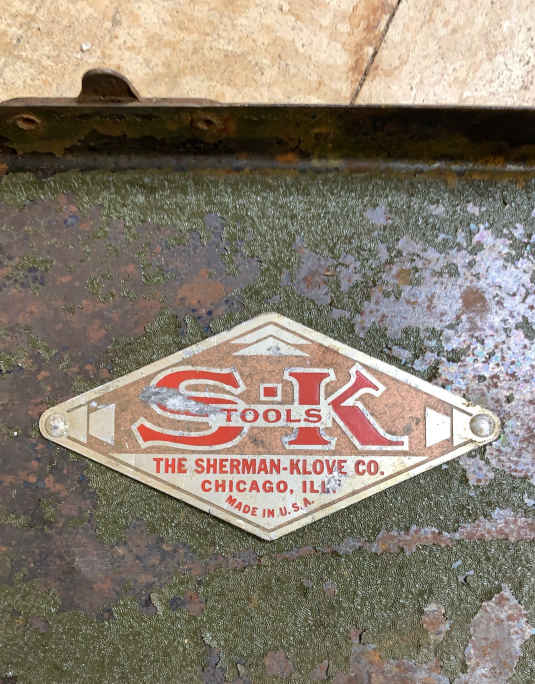 S-K
TOOLS
THE SHERMAN-KLOVE CO.
CHICAGO, ILL.
MADE IN U.S.A.